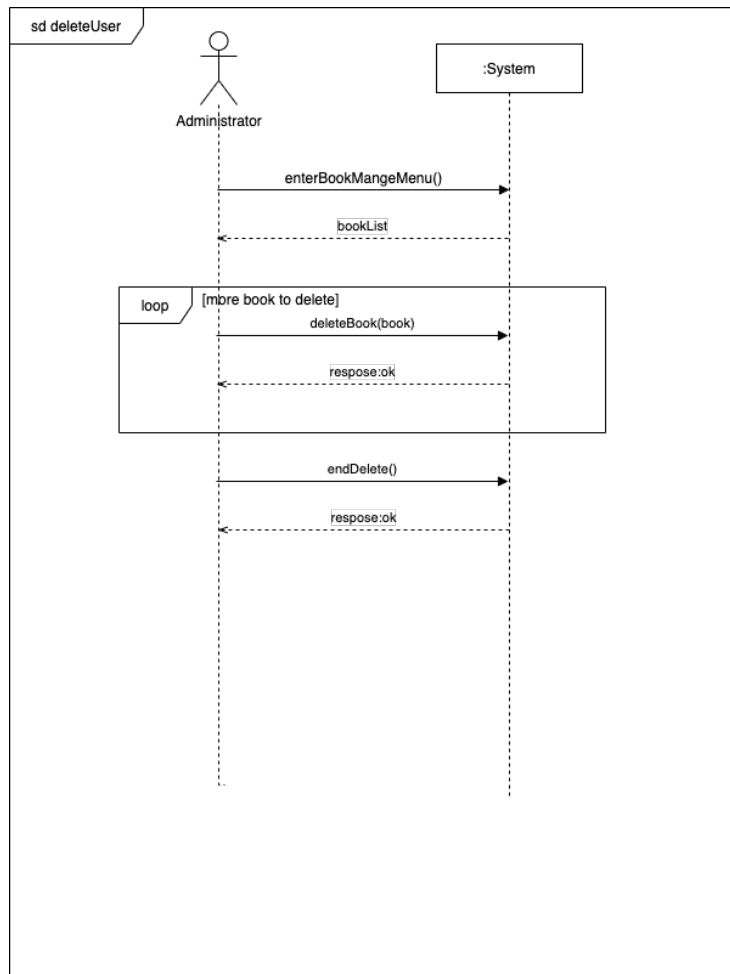 sd deleteUser
:System
Administrator
enterBookMangeMenu()
bookList
loop
[more book to delete]
deleteBook(book)
respose:ok
endDelete()
respose:ok